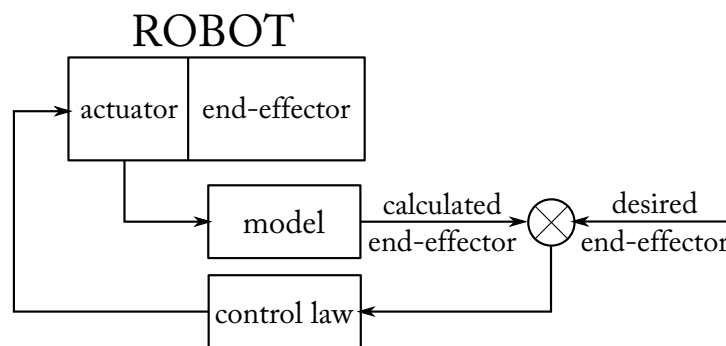 ROBOT
actuator
end-effector
model
calculated
end-effector
desired
end-effector
control law